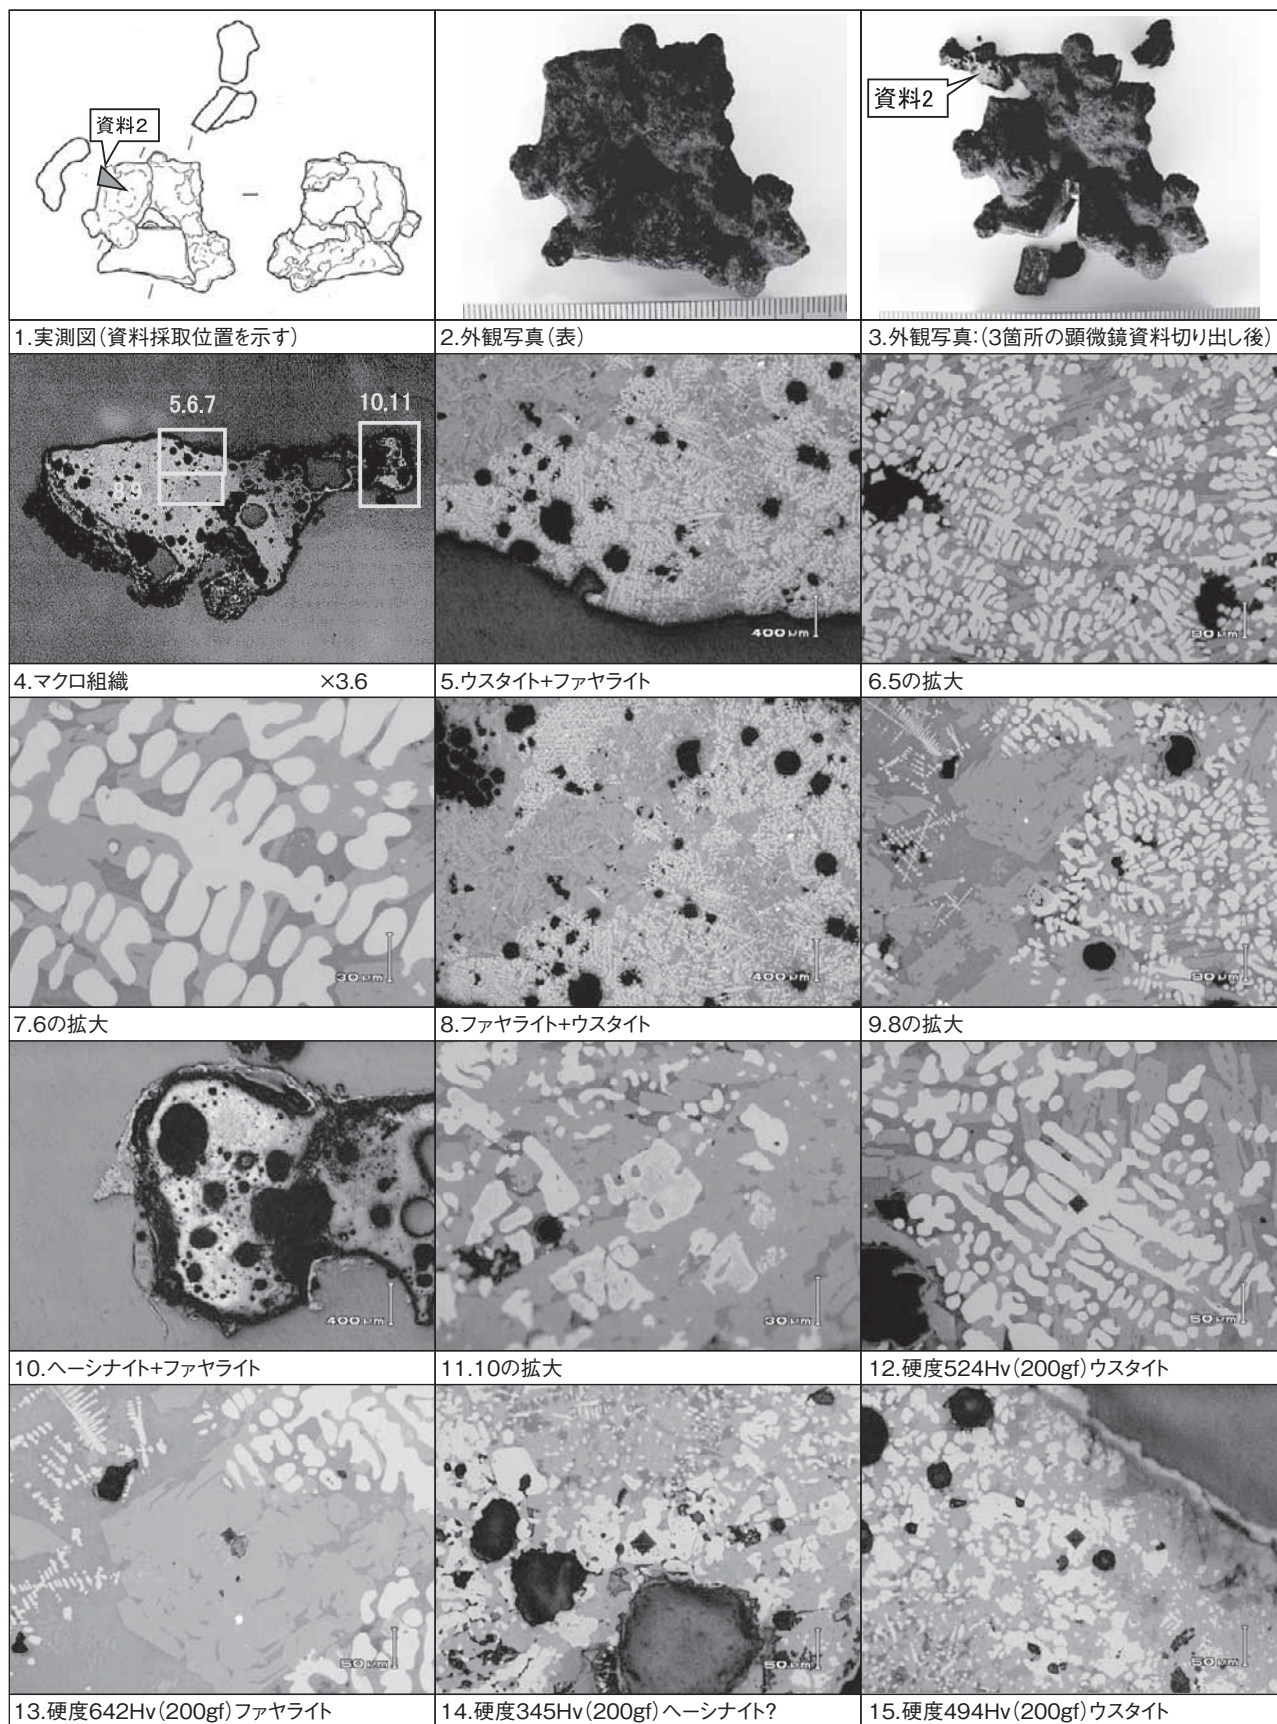 資料2
1.実測図(資料採取位置を示す)
2.外観写真(表)
資料2
3.外観写真:(3箇所の顕微鏡資料切り出し後)
5.6.7
10.11
8.9
4.マクロ組織 ×3.6
400μm
5.ウスタイト+ファヤライト
90μm
6.5の拡大
30μm
7.6の拡大
400μm
8.ファヤライト+ウスタイト
90μm
9.8の拡大
400μm
10.ヘーシナイト+ファヤライト
30μm
11.10の拡大
50μm
12.硬度524Hv(200gf)ウスタイト
50μm
13.硬度642Hv(200gf)ファヤライト
50μm
14.硬度345Hv(200gf)ヘーシナイト?
50μm
15.硬度494Hv(200gf)ウスタイト